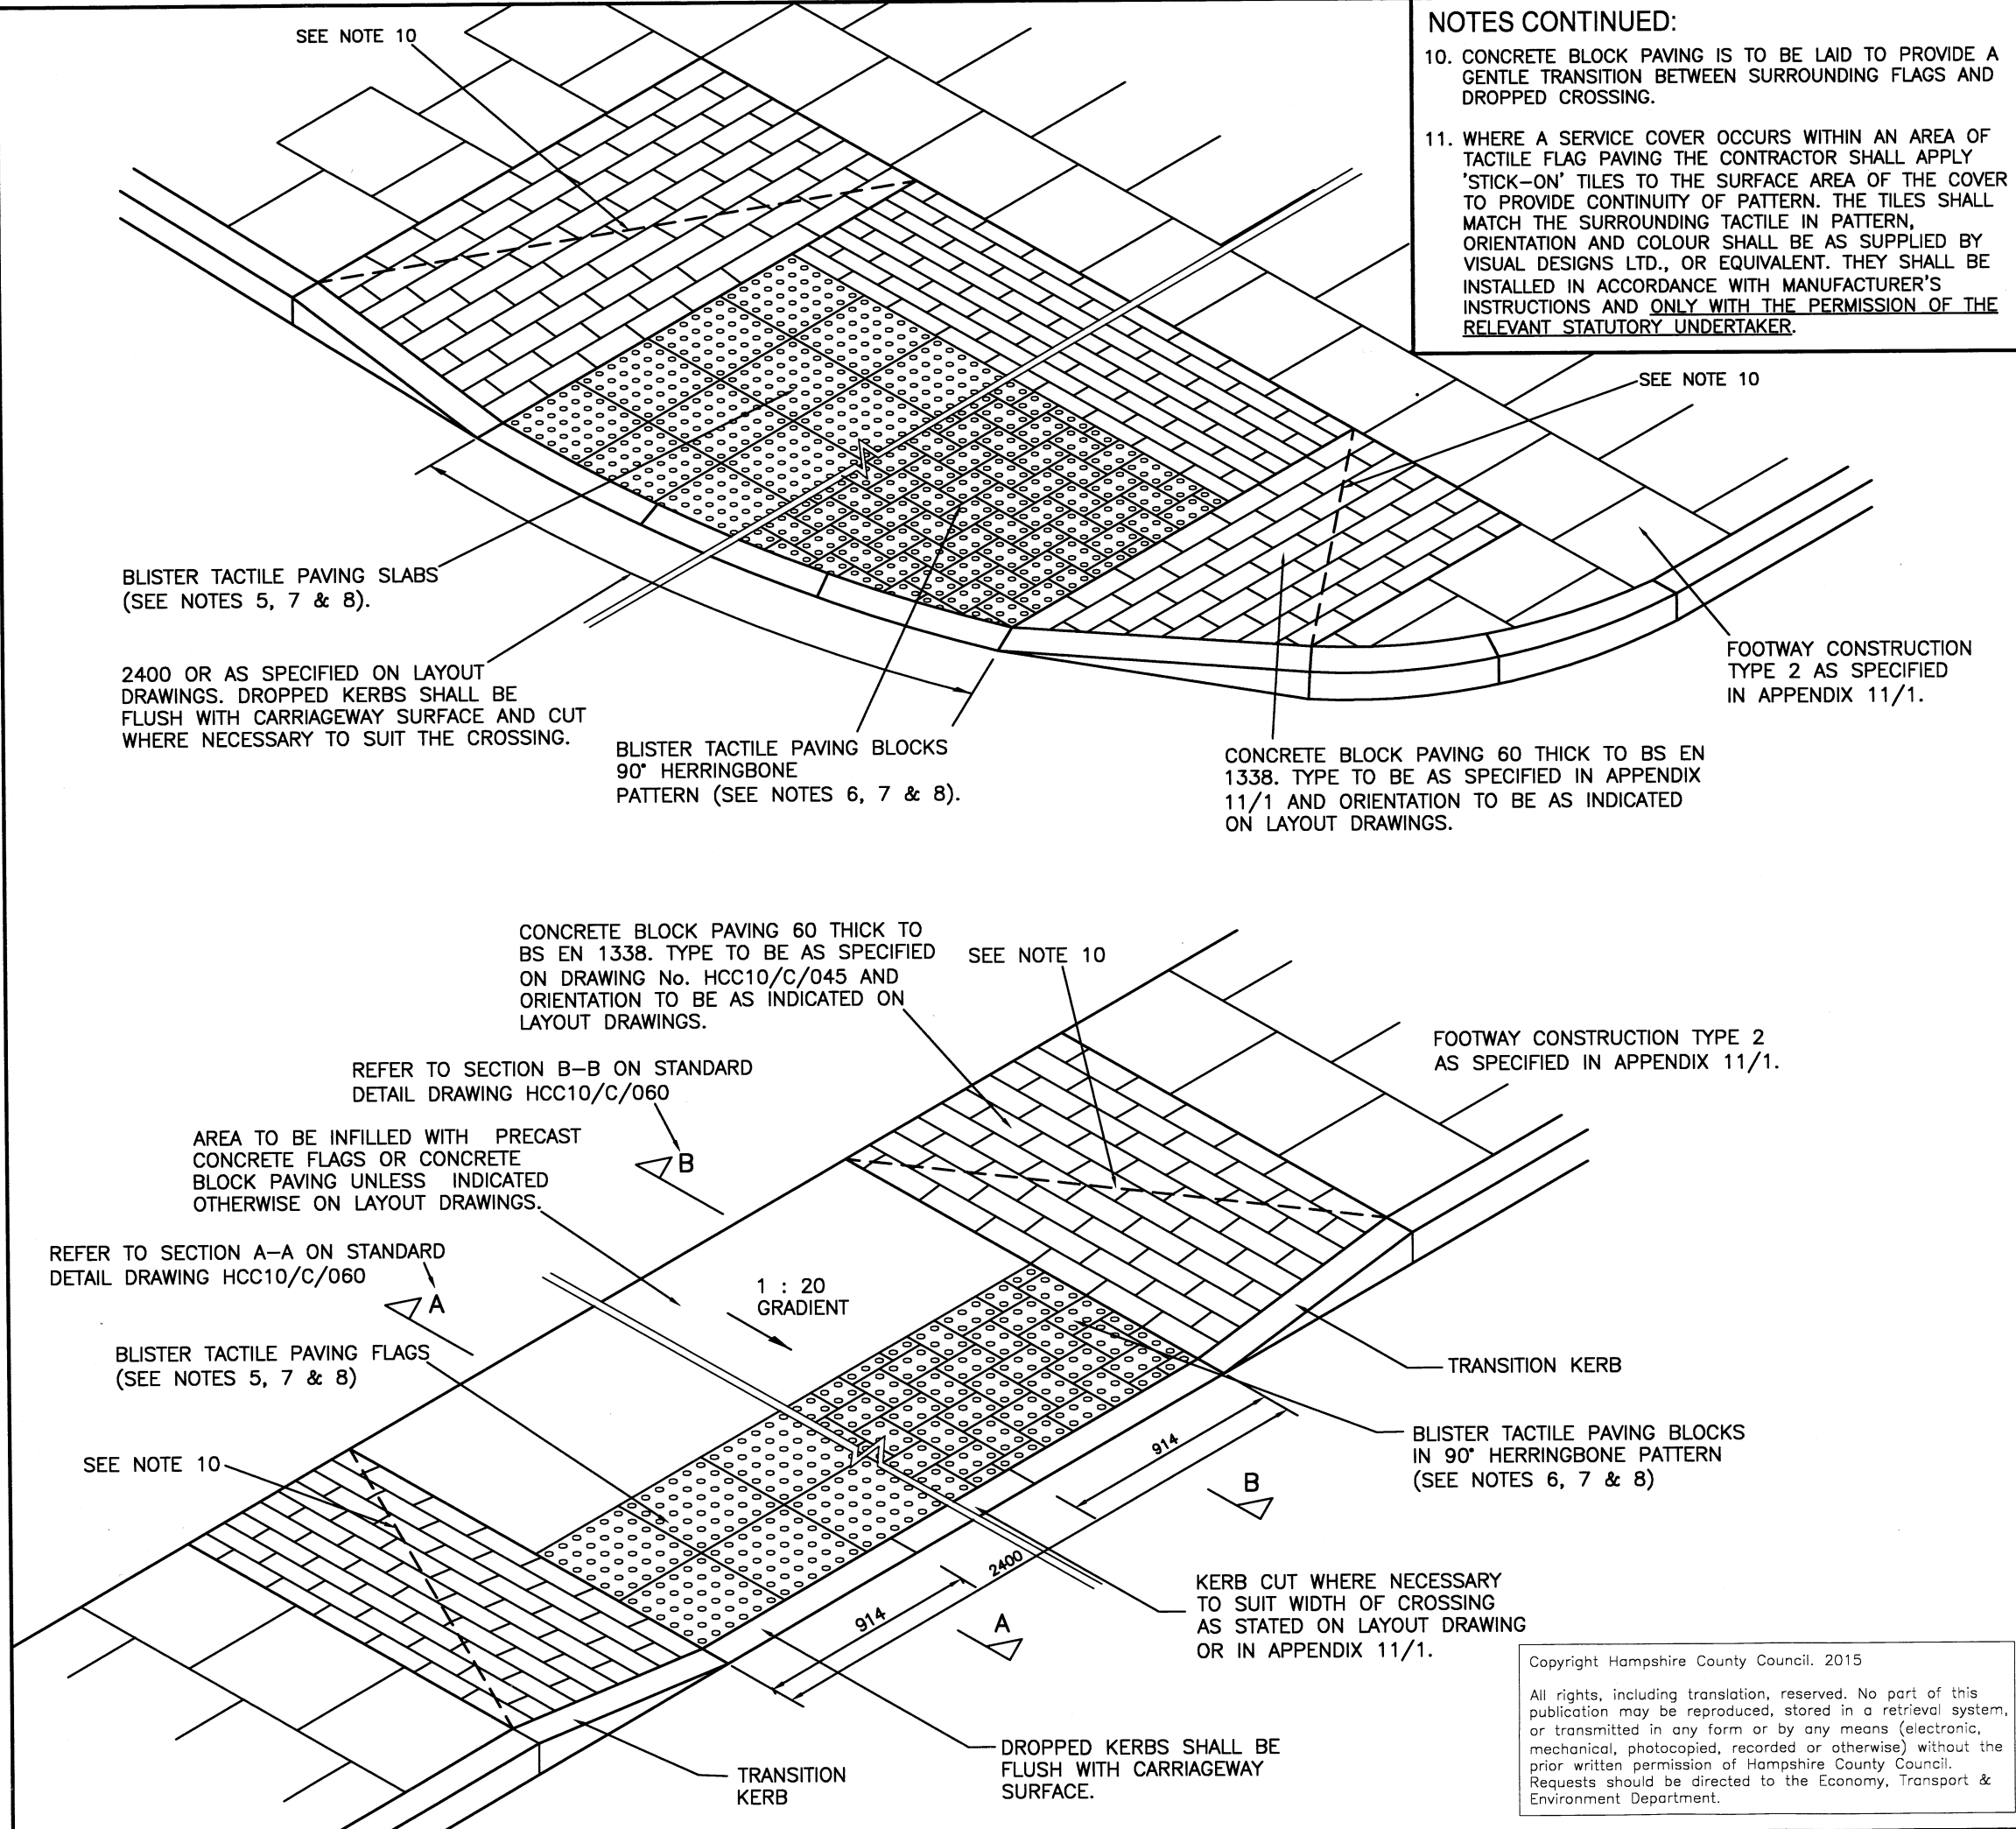 SEE NOTE 10
NOTES CONTINUED:
10. CONCRETE BLOCK PAVING IS TO BE LAID TO PROVIDE A
GENTLE TRANSITION BETWEEN SURROUNDING FLAGS AND
DROPPED CROSSING.
11. WHERE A SERVICE COVER OCCURS WITHIN AN AREA OF
TACTILE FLAG PAVING THE CONTRACTOR SHALL APPLY
'STICK-ON' TILES TO THE SURFACE AREA OF THE COVER
TO PROVIDE CONTINUITY OF PATTERN. THE TILES SHALL
MATCH THE SURROUNDING TACTILE IN PATTERN,
ORIENTATION AND COLOUR SHALL BE AS SUPPLIED BY
VISUAL DESIGNS LTD., OR EQUIVALENT. THEY SHALL BE
INSTALLED IN ACCORDANCE WITH MANUFACTURER'S
INSTRUCTIONS AND ONLY WITH THE PERMISSION OF THE
RELEVANT STATUTORY UNDERTAKER.
SEE NOTE 10
BLISTER TACTILE PAVING SLABS
(SEE NOTES 5, 7 & 8).
2400 OR AS SPECIFIED ON LAYOUT
DRAWINGS. DROPPED KERBS SHALL BE
FLUSH WITH CARRIAGEWAY SURFACE AND CUT
WHERE NECESSARY TO SUIT THE CROSSING.
BLISTER TACTILE PAVING BLOCKS
90° HERRINGBONE
PATTERN (SEE NOTES 6, 7 & 8).
FOOTWAY CONSTRUCTION
TYPE 2 AS SPECIFIED
IN APPENDIX 11/1.
CONCRETE BLOCK PAVING 60 THICK TO BS EN
1338. TYPE TO BE AS SPECIFIED IN APPENDIX
11/1 AND ORIENTATION TO BE AS INDICATED
ON LAYOUT DRAWINGS.
CONCRETE BLOCK PAVING 60 THICK TO
BS EN 1338. TYPE TO BE AS SPECIFIED
ON DRAWING No. HCC10/C/045 AND
ORIENTATION TO BE AS INDICATED ON
LAYOUT DRAWINGS.
SEE NOTE 10
FOOTWAY CONSTRUCTION TYPE 2
AS SPECIFIED IN APPENDIX 11/1.
REFER TO SECTION B-B ON STANDARD
DETAIL DRAWING HCC10/C/060
B
AREA TO BE INFILLED WITH PRECAST
CONCRETE FLAGS OR CONCRETE
BLOCK PAVING UNLESS INDICATED
OTHERWISE ON LAYOUT DRAWINGS.
REFER TO SECTION A-A ON STANDARD
DETAIL DRAWING HCC10/C/060
A
1 : 20
GRADIENT
BLISTER TACTILE PAVING FLAGS
(SEE NOTES 5, 7 & 8)
TRANSITION KERB
BLISTER TACTILE PAVING BLOCKS
IN 90° HERRINGBONE PATTERN
(SEE NOTES 6, 7 & 8)
SEE NOTE 10
914
B
2400
914
A
KERB CUT WHERE NECESSARY
TO SUIT WIDTH OF CROSSING
AS STATED ON LAYOUT DRAWING
OR IN APPENDIX 11/1.
DROPPED KERBS SHALL BE
FLUSH WITH CARRIAGEWAY
SURFACE.
TRANSITION
KERB
Copyright Hampshire County Council. 2015
All rights, including translation, reserved. No part of this
publication may be reproduced, stored in a retrieval system,
or transmitted in any form or by any means (electronic,
mechanical, photocopied, recorded or otherwise) without the
prior written permission of Hampshire County Council.
Requests should be directed to the Economy, Transport &
Environment Department.